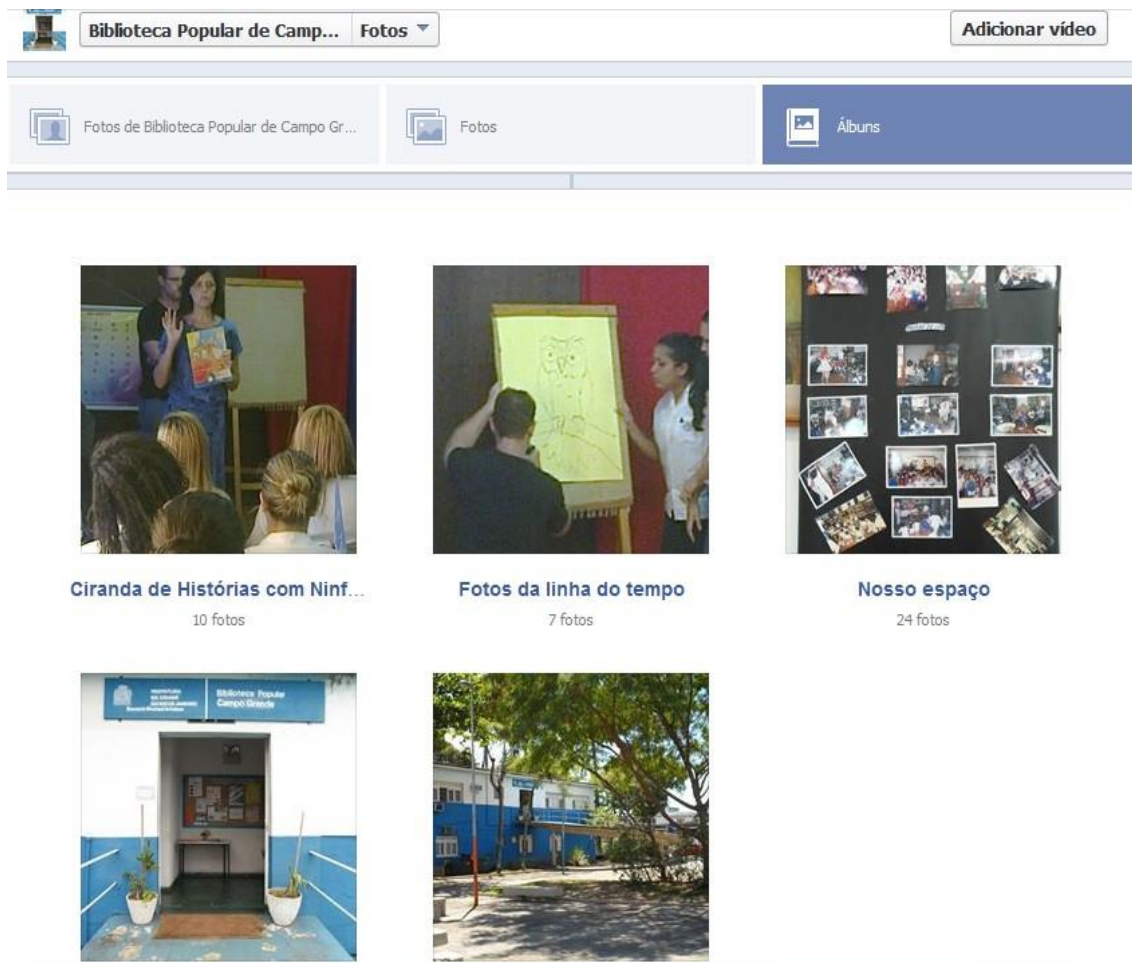 Biblioteca Popular de Camp... Fotos
Adicionar vídeo
Fotos de Biblioteca Popular de Campo Gr...
Fotos
Álbuns
Ciranda de Histórias com Ninf...
10 fotos
Fotos da linha do tempo
7 fotos
Nosso espaço
24 fotos
PREFEITURA
Biblioteca Popular
Campo Grande